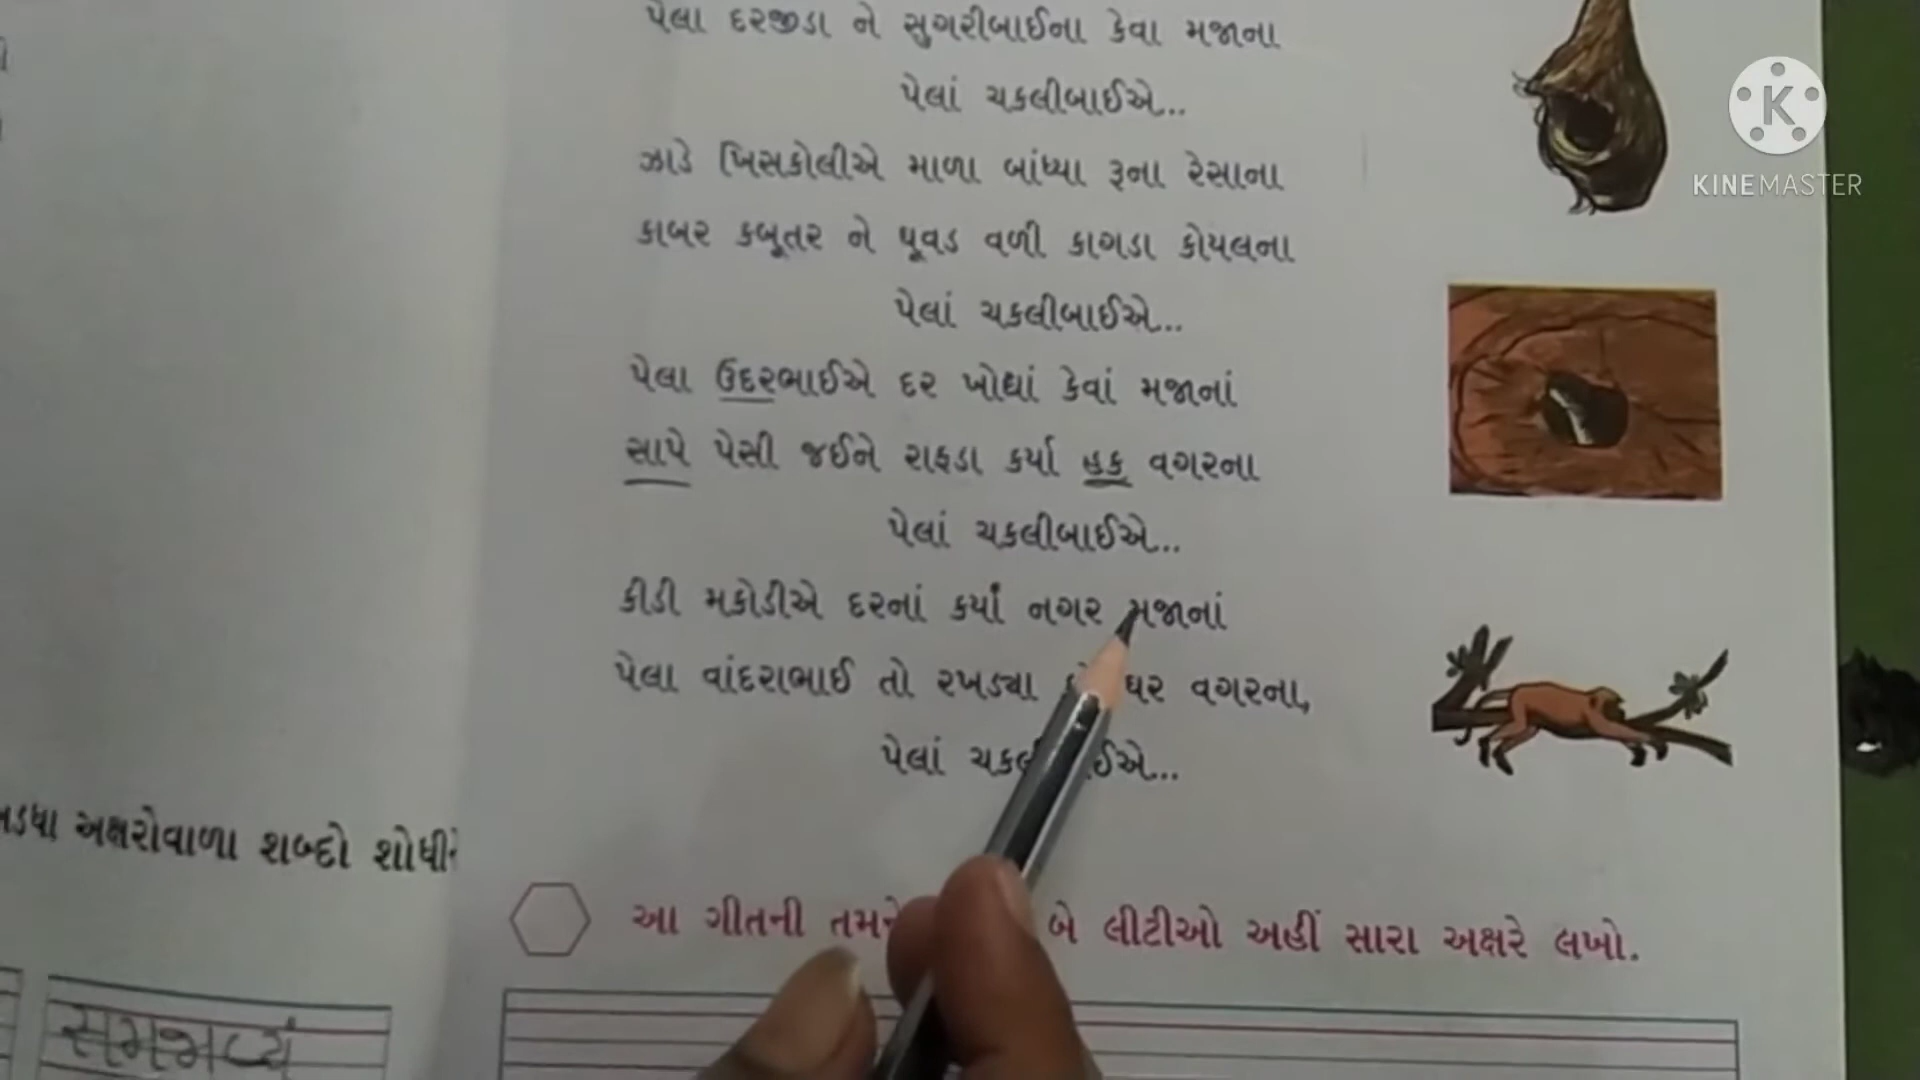 પેલા દરજીડા ને સુગરીબાઈના કેવા મજાના
પેલાં ચકલીબાઈએ...
ઝાડે ખિસકોલીએ માળા બાંધ્યા રૂના રેસાના
કાબર કબૂતર ને ઘૂવડ વળી કાગડા કોયલના
પેલાં ચકલીબાઈએ...
પેલા ઉંદરભાઈએ દર ખોદ્યાં કેવાં મજાનાં
સાપે પેસી જઈને રાફડા કર્યા હક વગરના
પેલાં ચકલીબાઈએ...
કીડી મકોડીએ દરનાં કર્યાં નગર મજાનાં
પેલા વાંદરાભાઈ તો રખડ્યા ઘર વગરના,
પેલાં ચકલીબાઈએ...
અક્ષરોવાળા શબ્દો
આ ગીતની તમને બે લીટીઓ અહીં સારા અક્ષરે લખો.
K
KINEMASTER